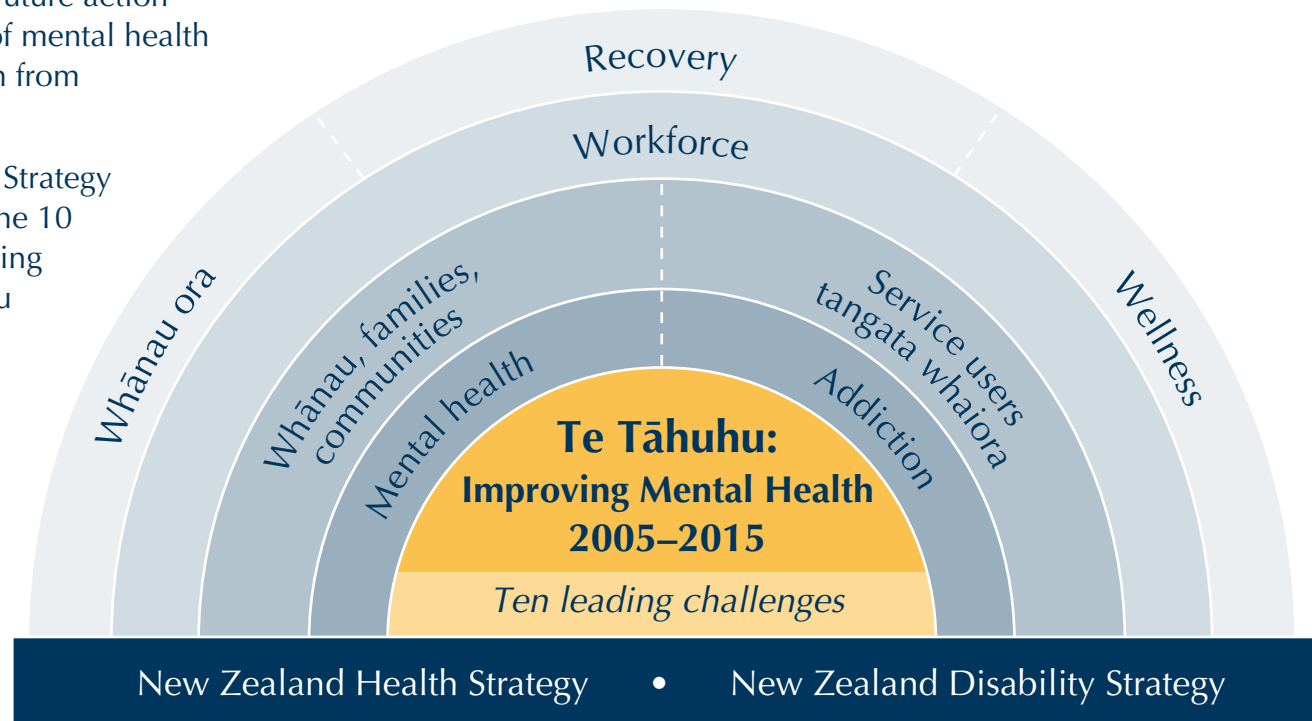 future action
of mental health
from
Strategy
10
Recovery
Workforce
Whānau ora
Wellness
Whānau, families,
communities
Service users
tangata whaiora
Mental health
Addiction
Te Tāhuhu:
Improving Mental Health
2005–2015
Ten leading challenges
New Zealand Health Strategy • New Zealand Disability Strategy